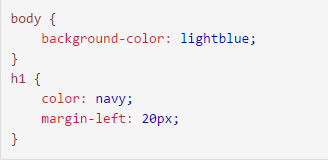 body {
    background-color: lightblue;
}
h1 {
    color: navy;
    margin-left: 20px;
}